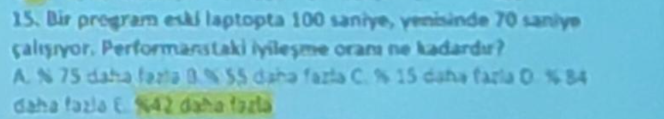 15. Bir program eski laptopta 100 saniye, yenisinde 70 saniye
çalışıyor. Performanstaki iyileşme oranı ne kadardır?
A. % 75 daha fazla B. % 55 daha fazla C. % 15 daha fazla D. % 84
daha fazla E. %42 daha fazla